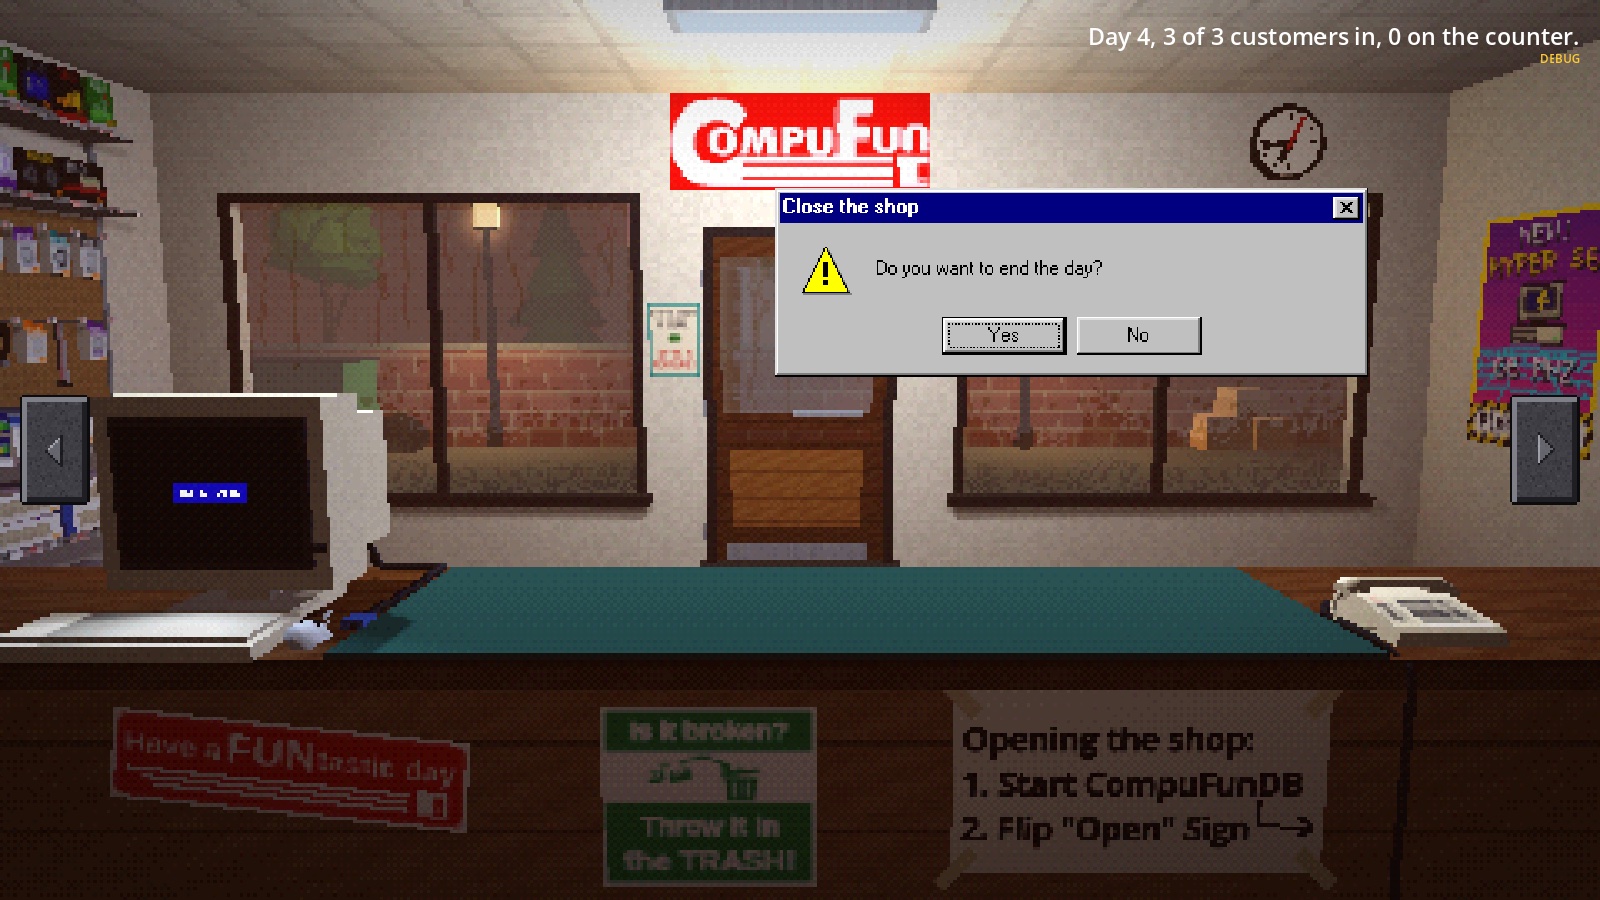 Day 4, 3 of 3 customers in, 0 on the counter.
DEBUG
COMPUFUN
Close the shop
Do you want to end the day?
Yes
No
NEW!
HYPER
Have a FUNtastic day
Is it broken?
Throw it in
the TRASH!
Opening the shop:
1. Start CompuFunDB
2. Flip "Open" Sign